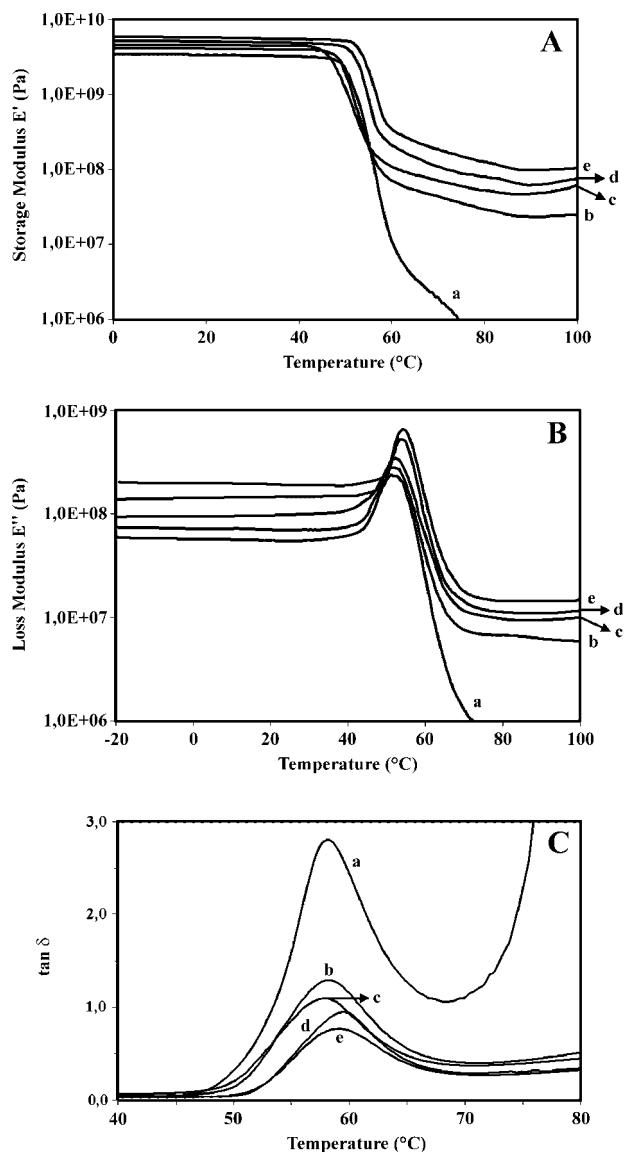 1,0E+10
A
1,0E+09
1,0E+08
1,0E+07
1,0E+06
Storage Modulus E' (Pa)
e
d
c
b
a
0 20 40 60 80 100
Temperature (°C)
1,0E+09
B
1,0E+08
1,0E+07
1,0E+06
Loss Modulus E'' (Pa)
e
d
c
b
a
-20 0 20 40 60 80 100
Temperature (°C)
3,0
C
2,0
1,0
0,0
tan δ
a
b
c
d
e
40 50 60 70 80
Temperature (°C)